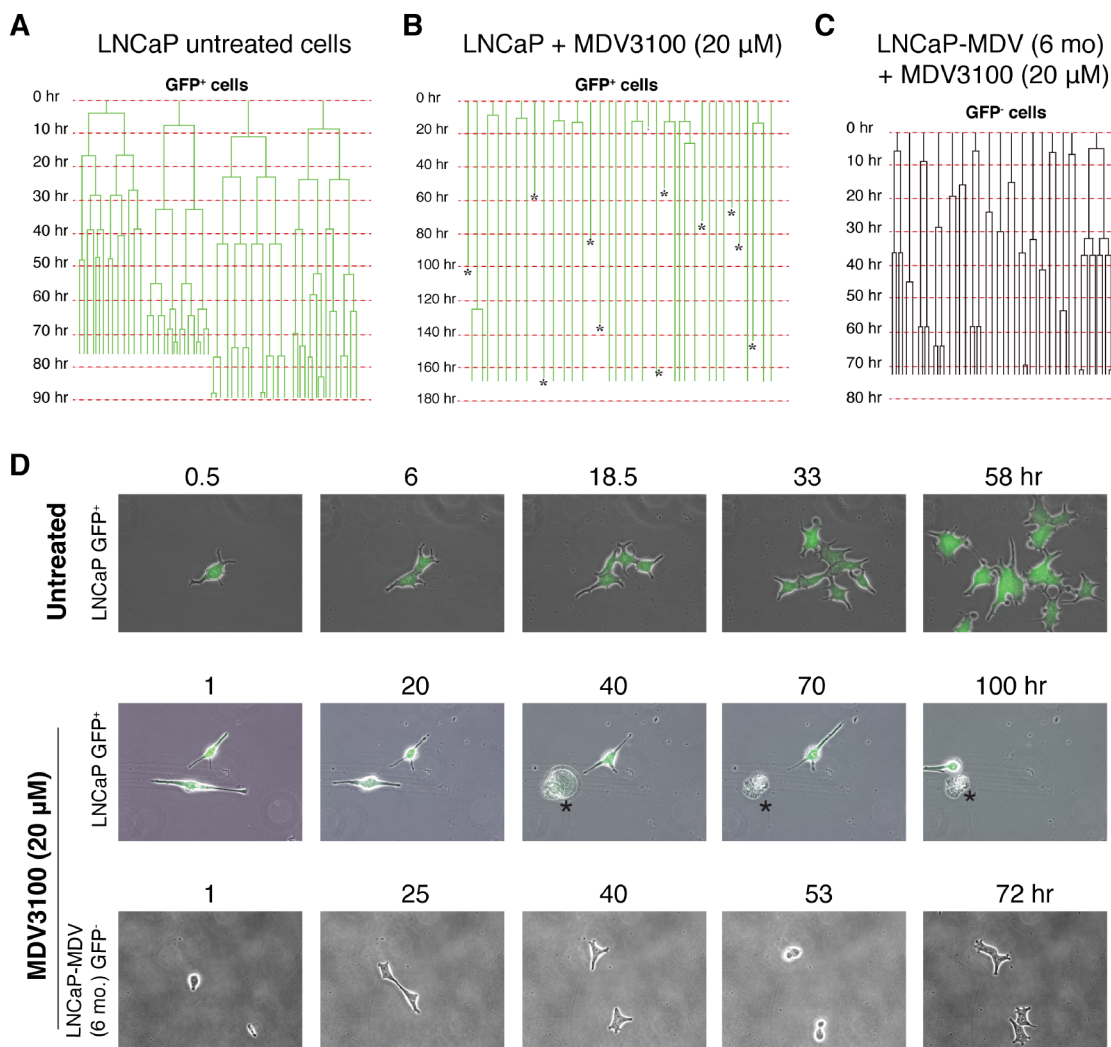 A
LNCaP untreated cells
GFP⁺ cells
0 hr
10 hr
20 hr
30 hr
40 hr
50 hr
60 hr
70 hr
80 hr
90 hr
B
LNCaP + MDV3100 (20 µM)
GFP⁺ cells
0 hr
20 hr
40 hr
60 hr
80 hr
100 hr
120 hr
140 hr
160 hr
180 hr
* * * * * * * * * * * *
C
LNCaP-MDV (6 mo)
+ MDV3100 (20 µM)
GFP⁻ cells
0 hr
10 hr
20 hr
30 hr
40 hr
50 hr
60 hr
70 hr
80 hr
D
Untreated
LNCaP GFP⁺
0.5 6 18.5 33 58 hr
MDV3100 (20 µM)
LNCaP GFP⁺
1 20 40 70 100 hr
* * *
LNCaP-MDV
(6 mo.) GFP⁻
1 25 40 53 72 hr